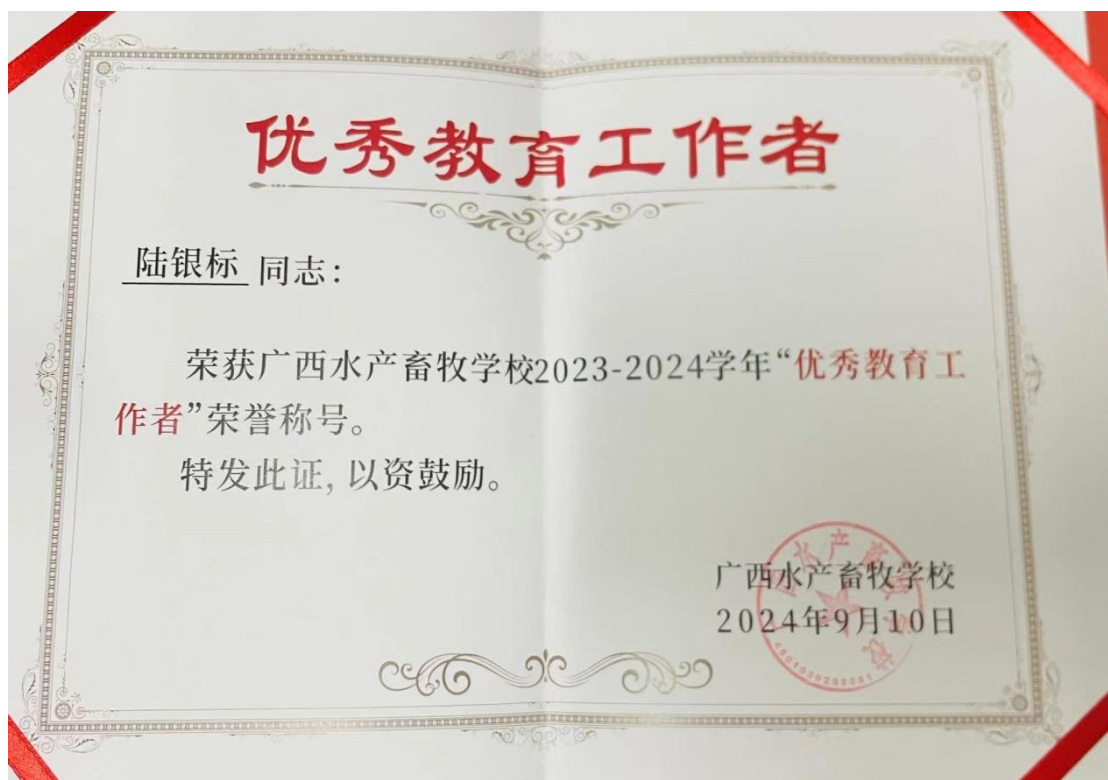 优秀教育工作者
陆银标 同志：
荣获广西水产畜牧学校2023-2024学年“优秀教育工
作者”荣誉称号。
特发此证，以资鼓励。
广西水产畜牧学校
2024年9月10日